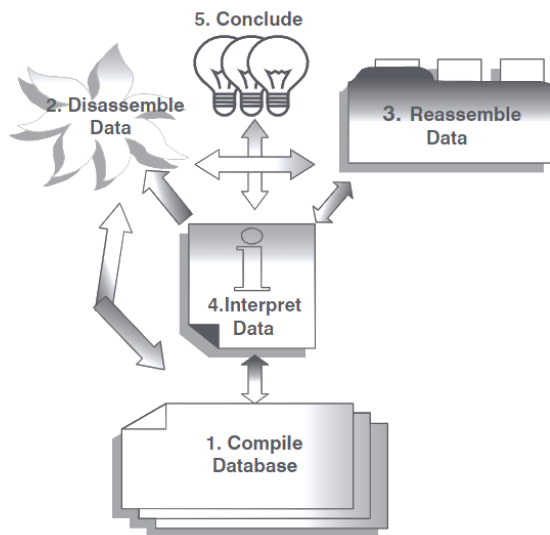 5. Conclude
2. Disassemble
Data
3. Reassemble
Data
i
4.Interpret
Data
1. Compile
Database